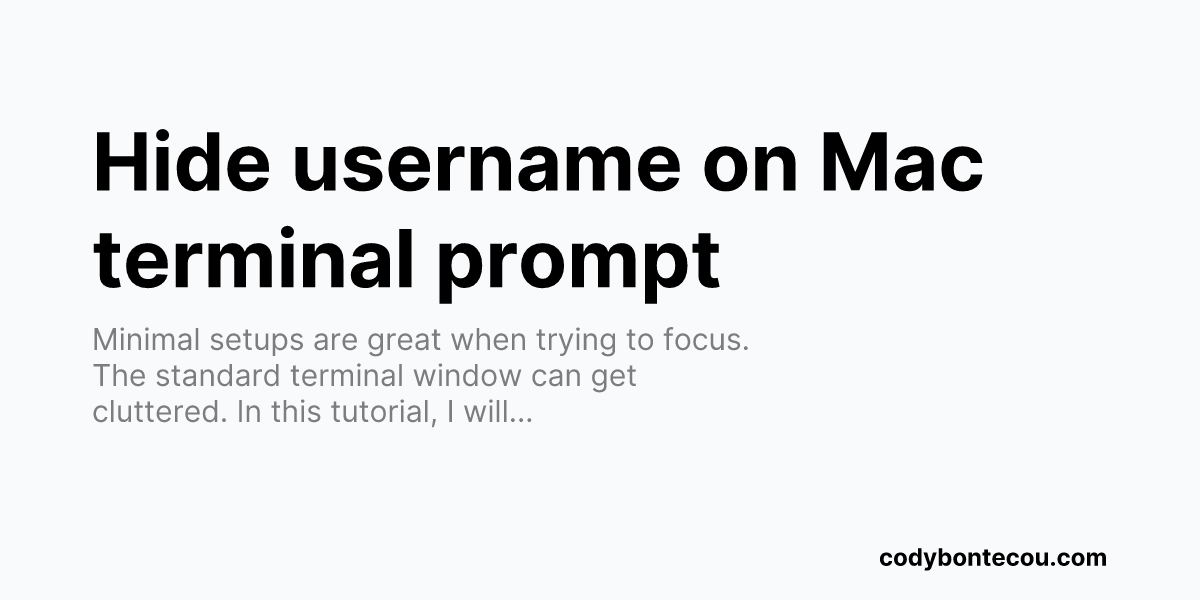 Hide username on Mac
terminal prompt
Minimal setups are great when trying to focus.
The standard terminal window can get
cluttered. In this tutorial, I will...
codybontecou.com